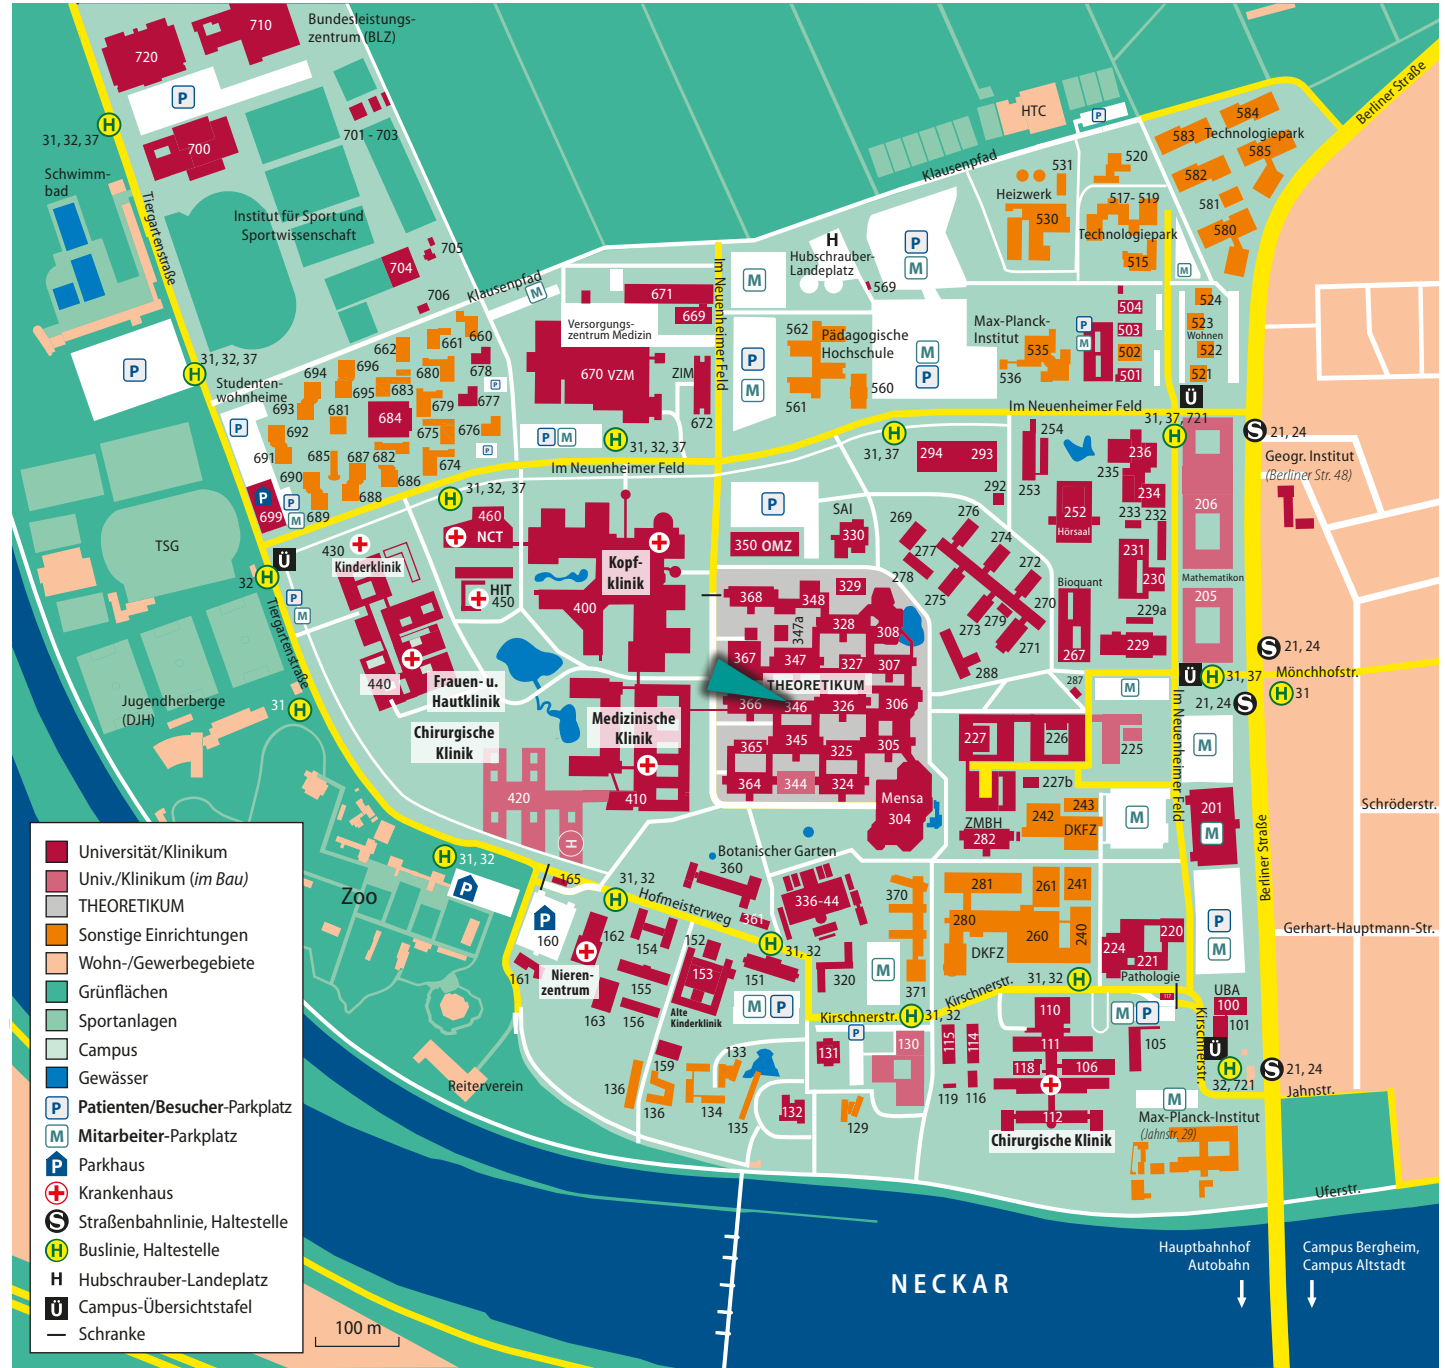 Bundesleistungs-
zentrum (BLZ)
710
720
P
700
701 - 703
H
31, 32, 37
Schwimm-
bad
Tiergartenstraße
Institut für Sport und
Sportwissenschaft
704
705
706
Klausenpfad
M
HTC
P
Klausenpfad
Berliner Straße
584
583
Technologiepark
585
582
581
580
520
531
Heizwerk
530
517- 519
Technologiepark
515
M
H
Hubschrauber-
Landeplatz
569
P
M
M
Im Neuenheimer Feld
671
669
Versorgungs-
zentrum Medizin
670 VZM
ZIM
672
P
M
562
Pädagogische
Hochschule
561
560
M
P
Max-Planck-
Institut
535
536
P
M
504
503
502
501
524
523
Wohnen
522
521
Ü
P
H
31, 32, 37
Studenten-
wohnheime
P
660
661
662
678
680
696
694
695
683
693
681
684
679
677
P
692
675
676
P
691
685
687
682
674
690
686
688
689
P
699
P
M
P M
H
31, 32, 37
Im Neuenheimer Feld
H
31, 32, 37
H
31, 37
Im Neuenheimer Feld
31, 37, 721
H
S
21, 24
Geogr. Institut
(Berliner Str. 48)
294
293
292
253
254
252
Hörsaal
236
235
234
233
232
231
230
229a
229
206
Mathematikon
205
Bioquant
267
P
SAI
330
350 OMZ
269
276
277
274
278
272
275
270
273
279
271
288
287
TSG
Ü
32
H
P
M
430
Kinderklinik
460
NCT
HIT
450
Kopf-
klinik
400
440
Frauen- u.
Hautklinik
Chirurgische
Klinik
Medizinische
Klinik
420
410
H
Tiergartenstraße
31
H
Jugendherberge
(DJH)
368
348
329
347a
328
308
367
347
327
307
THEORETIKUM
366
346
326
306
365
345
325
305
364
344
324
Mensa
304
S
21, 24
Ü
H
31, 37
Mönchhofstr.
H
31
21, 24
S
M
M
Im Neuenheimer Feld
227
226
225
227b
ZMBH
282
242
243
DKFZ
M
201
M
Schröderstr.
Berliner Straße
Gerhart-Hauptmann-Str.
P
M
Botanischer Garten
360
361
336-44
370
371
281
261
241
280
260
240
DKFZ
220
224
221
Pathologie
117
Zoo
H
31, 32
P
165
P
160
161
31, 32
H
Hofmeisterweg
162
154
152
153
Nieren-
zentrum
155
163
156
Alte
Kinderklinik
151
H
31, 32
320
M
M P
P
Kirschnerstr.
H
31, 32
Kirschnerstr.
31, 32
H
M P
UBA
100
101
105
Kirschnerstr.
Ü
H
32, 721
S
21, 24
Jahnstr.
110
111
115
114
118
106
119
116
112
Chirurgische Klinik
M
Max-Planck-Institut
(Jahnstr. 29)
Uferstr.
130
131
132
129
159
133
136
136
134
135
Reiterverein
Universität/Klinikum
Univ./Klinikum (im Bau)
THEORETIKUM
Sonstige Einrichtungen
Wohn-/Gewerbegebiete
Grünflächen
Sportanlagen
Campus
Gewässer
P Patienten/Besucher-Parkplatz
M Mitarbeiter-Parkplatz
P Parkhaus
Krankenhaus
S Straßenbahnlinie, Haltestelle
H Buslinie, Haltestelle
H Hubschrauber-Landeplatz
Ü Campus-Übersichtstafel
Schranke
100 m
NECKAR
Hauptbahnhof
Autobahn
Campus Bergheim,
Campus Altstadt